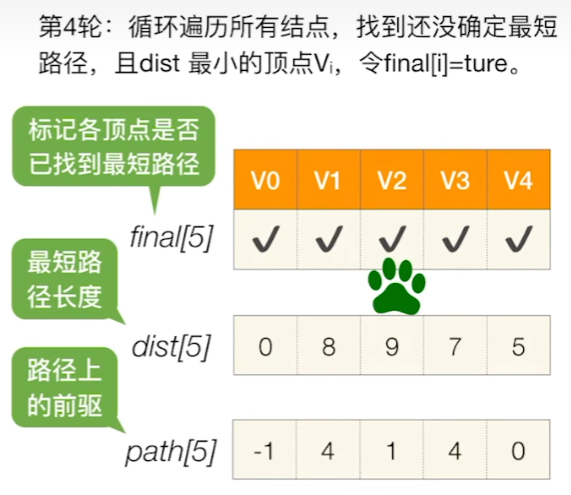 第4轮：循环遍历所有结点，找到还没确定最短
路径，且dist 最小的顶点Vᵢ，令final[i]=ture。
标记各顶点是否
已找到最短路径
V0 V1 V2 V3 V4
final[5] ✔ ✔ ✔ ✔ ✔
最短路
径长度
dist[5] 0 8 9 7 5
路径上
的前驱
path[5] -1 4 1 4 0